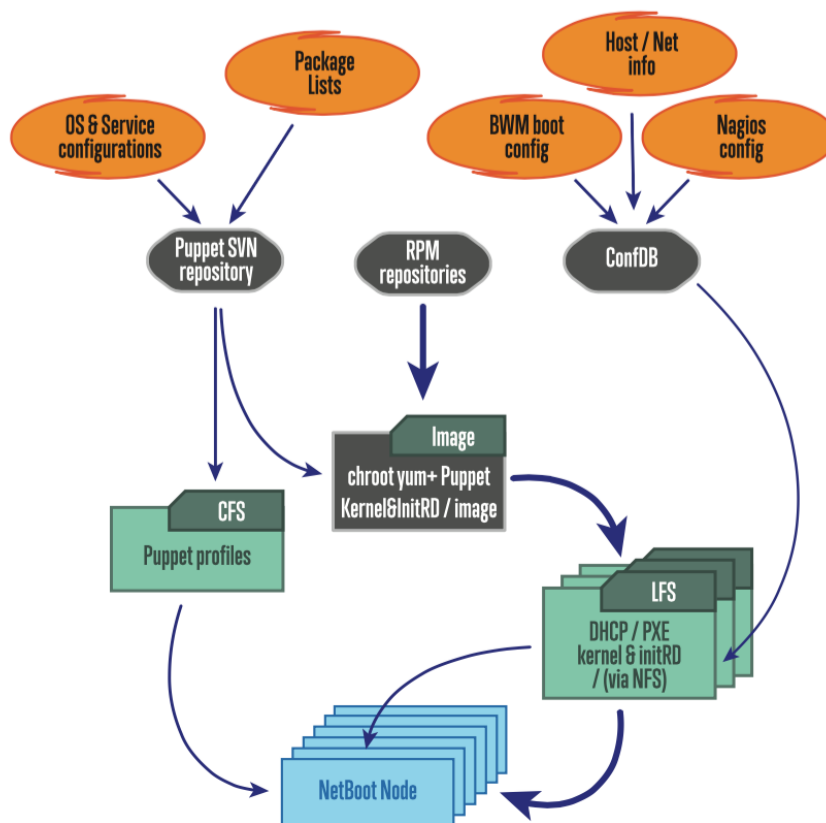 Host / Net
info
Package
Lists
OS & Service
configurations
BWM boot
config
Nagios
config
Puppet SVN
repository
RPM
repositories
ConfDB
Image
chroot yum+ Puppet
Kernel&InitRD / image
CFS
Puppet profiles
LFS
DHCP / PXE
kernel & initRD
/ (via NFS)
NetBoot Node